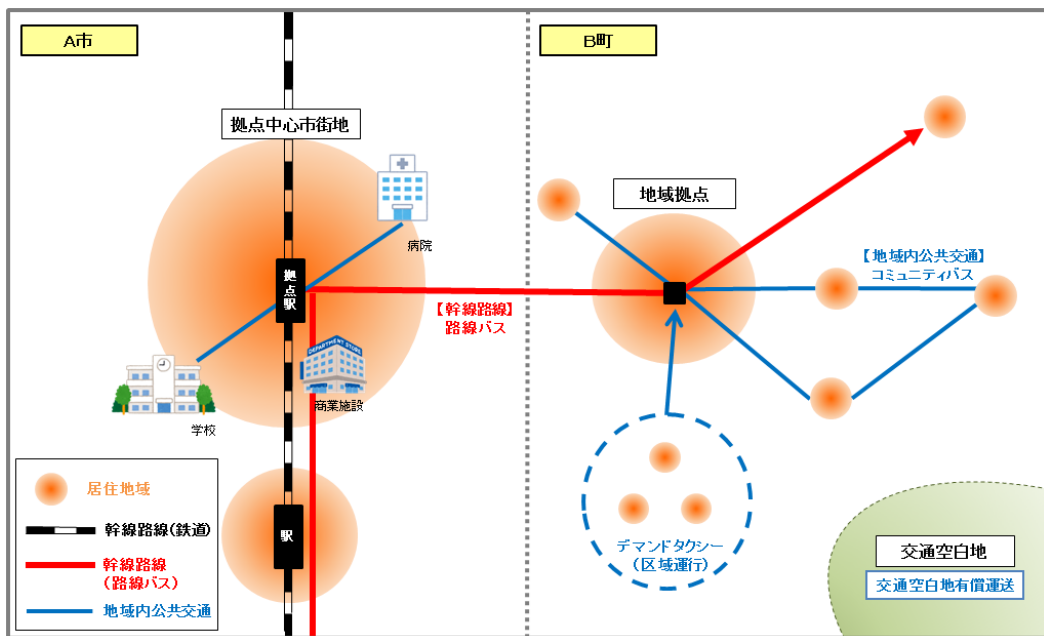 A市
B町
拠点中心市街地
病院
拠点駅
DEPARTMENT STORE
商業施設
学校
駅
【幹線路線】
路線バス
地域拠点
【地域内公共交通】
コミュニティバス
デマンドタクシー
(区域運行)
交通空白地
交通空白地有償運送
居住地域
幹線路線(鉄道)
幹線路線
(路線バス)
地域内公共交通